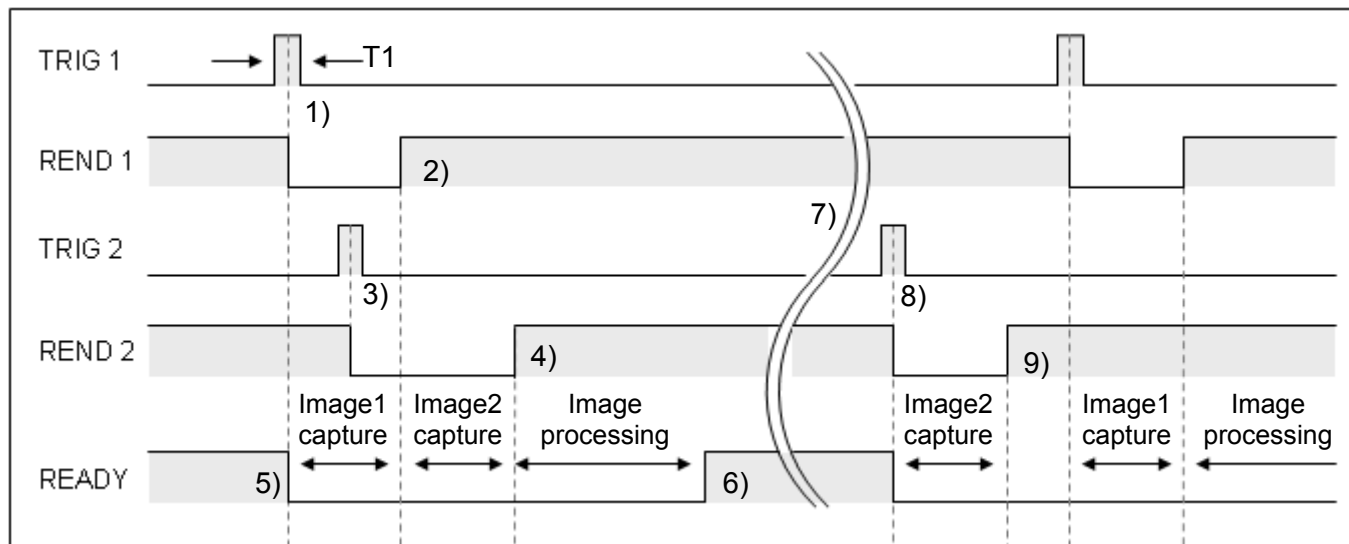 TRIG 1
T1
1)
REND 1
2)
7)
TRIG 2
3)
8)
REND 2
4)
9)
Image1
capture
Image2
capture
Image
processing
Image2
capture
Image1
capture
Image
processing
READY
5)
6)